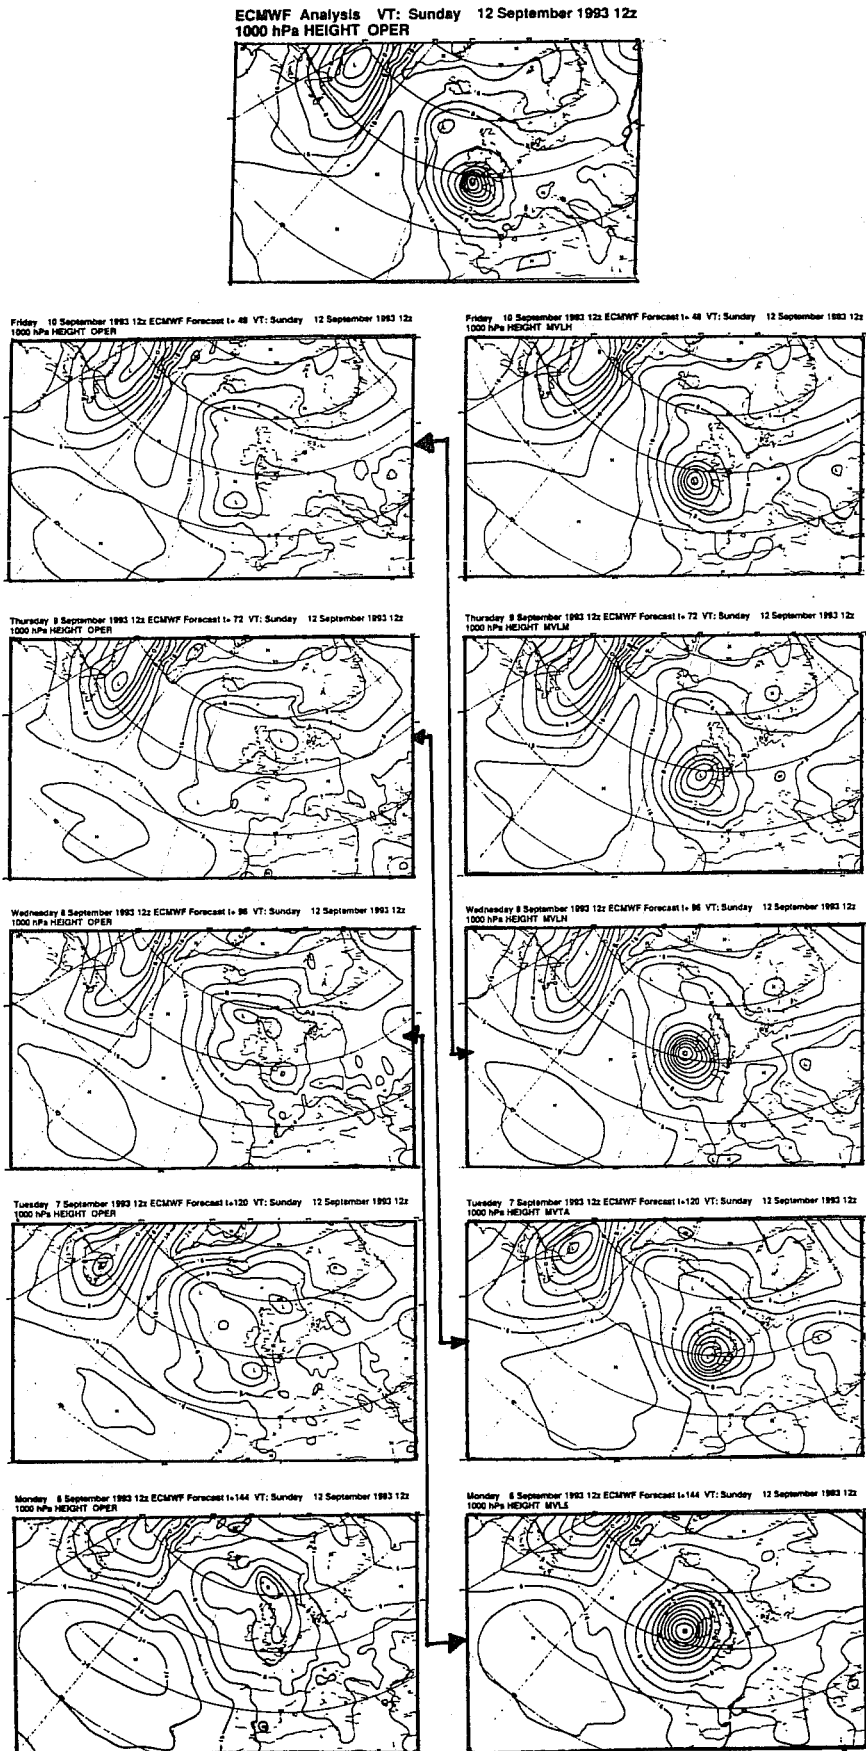 ECMWF Analysis VT: Sunday 12 September 1993 12z
1000 hPa HEIGHT OPER
Friday 10 September 1993 12z ECMWF Forecast t+ 48 VT: Sunday 12 September 1993 12z
1000 hPa HEIGHT OPER
Friday 10 September 1993 12z ECMWF Forecast t+ 48 VT: Sunday 12 September 1993 12z
1000 hPa HEIGHT MVLH
Thursday 9 September 1993 12z ECMWF Forecast t+ 72 VT: Sunday 12 September 1993 12z
1000 hPa HEIGHT OPER
Thursday 9 September 1993 12z ECMWF Forecast t+ 72 VT: Sunday 12 September 1993 12z
1000 hPa HEIGHT MVLM
Wednesday 8 September 1993 12z ECMWF Forecast t+ 96 VT: Sunday 12 September 1993 12z
1000 hPa HEIGHT OPER
Wednesday 8 September 1993 12z ECMWF Forecast t+ 96 VT: Sunday 12 September 1993 12z
1000 hPa HEIGHT MVLN
Tuesday 7 September 1993 12z ECMWF Forecast t+120 VT: Sunday 12 September 1993 12z
1000 hPa HEIGHT OPER
Tuesday 7 September 1993 12z ECMWF Forecast t+120 VT: Sunday 12 September 1993 12z
1000 hPa HEIGHT MVTA
Monday 6 September 1993 12z ECMWF Forecast t+144 VT: Sunday 12 September 1993 12z
1000 hPa HEIGHT OPER
Monday 6 September 1993 12z ECMWF Forecast t+144 VT: Sunday 12 September 1993 12z
1000 hPa HEIGHT MVLS